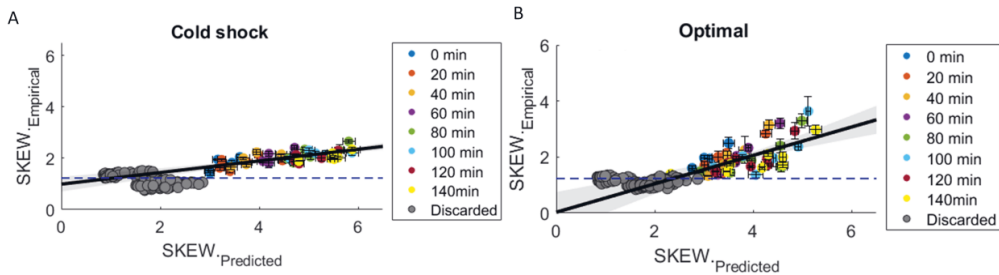 A
Cold shock
SKEW.Empirical
6
4
2
0
0 2 4 6
SKEW.Predicted
0 min
20 min
40 min
60 min
80 min
100 min
120 min
140min
Discarded
B
Optimal
SKEW.Empirical
6
4
2
0
0 2 4 6
SKEW.Predicted
0 min
20 min
40 min
60 min
80 min
100 min
120 min
140min
Discarded